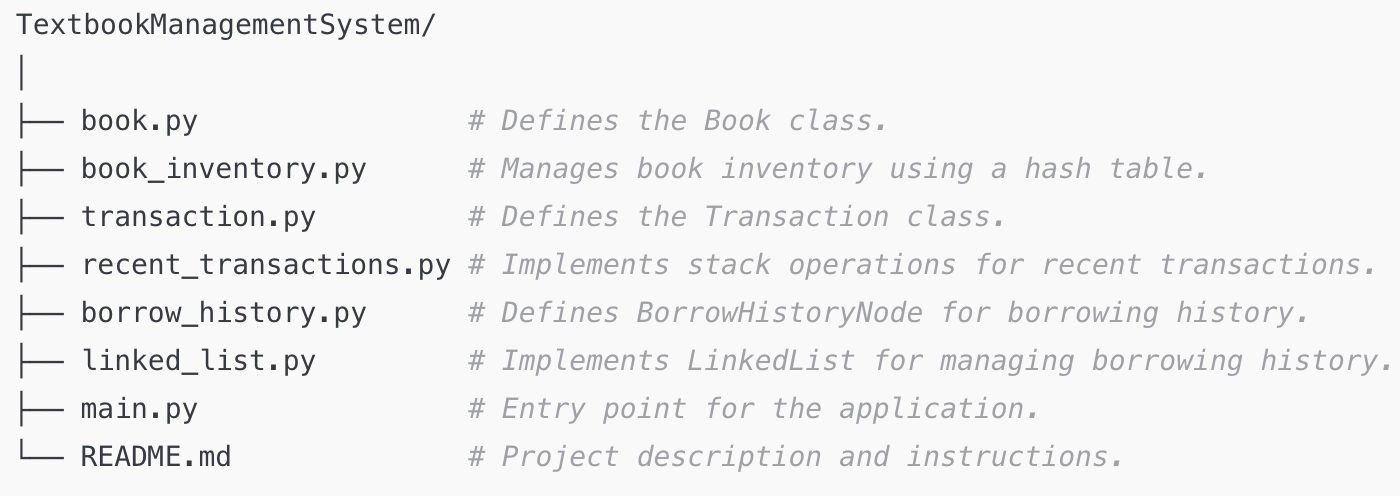 TextbookManagementSystem/
│
├── book.py                # Defines the Book class.
├── book_inventory.py      # Manages book inventory using a hash table.
├── transaction.py         # Defines the Transaction class.
├── recent_transactions.py # Implements stack operations for recent transactions.
├── borrow_history.py      # Defines BorrowHistoryNode for borrowing history.
├── linked_list.py         # Implements LinkedList for managing borrowing history.
├── main.py                # Entry point for the application.
└── README.md              # Project description and instructions.